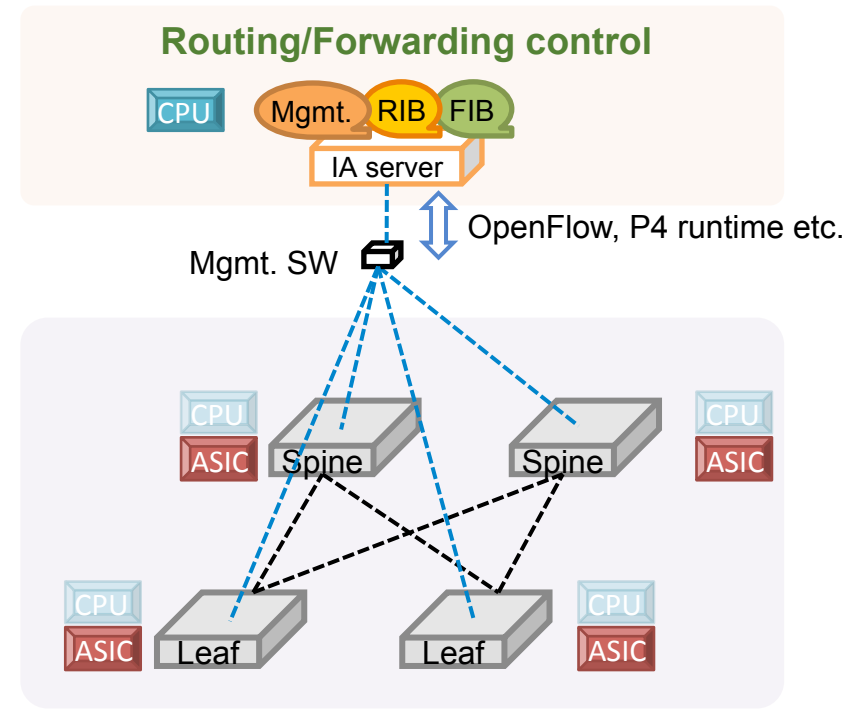 Routing/Forwarding control
CPU
Mgmt.
RIB
FIB
IA server
OpenFlow, P4 runtime etc.
Mgmt. SW
CPU
ASIC
Spine
Spine
CPU
ASIC
CPU
ASIC
Leaf
Leaf
CPU
ASIC